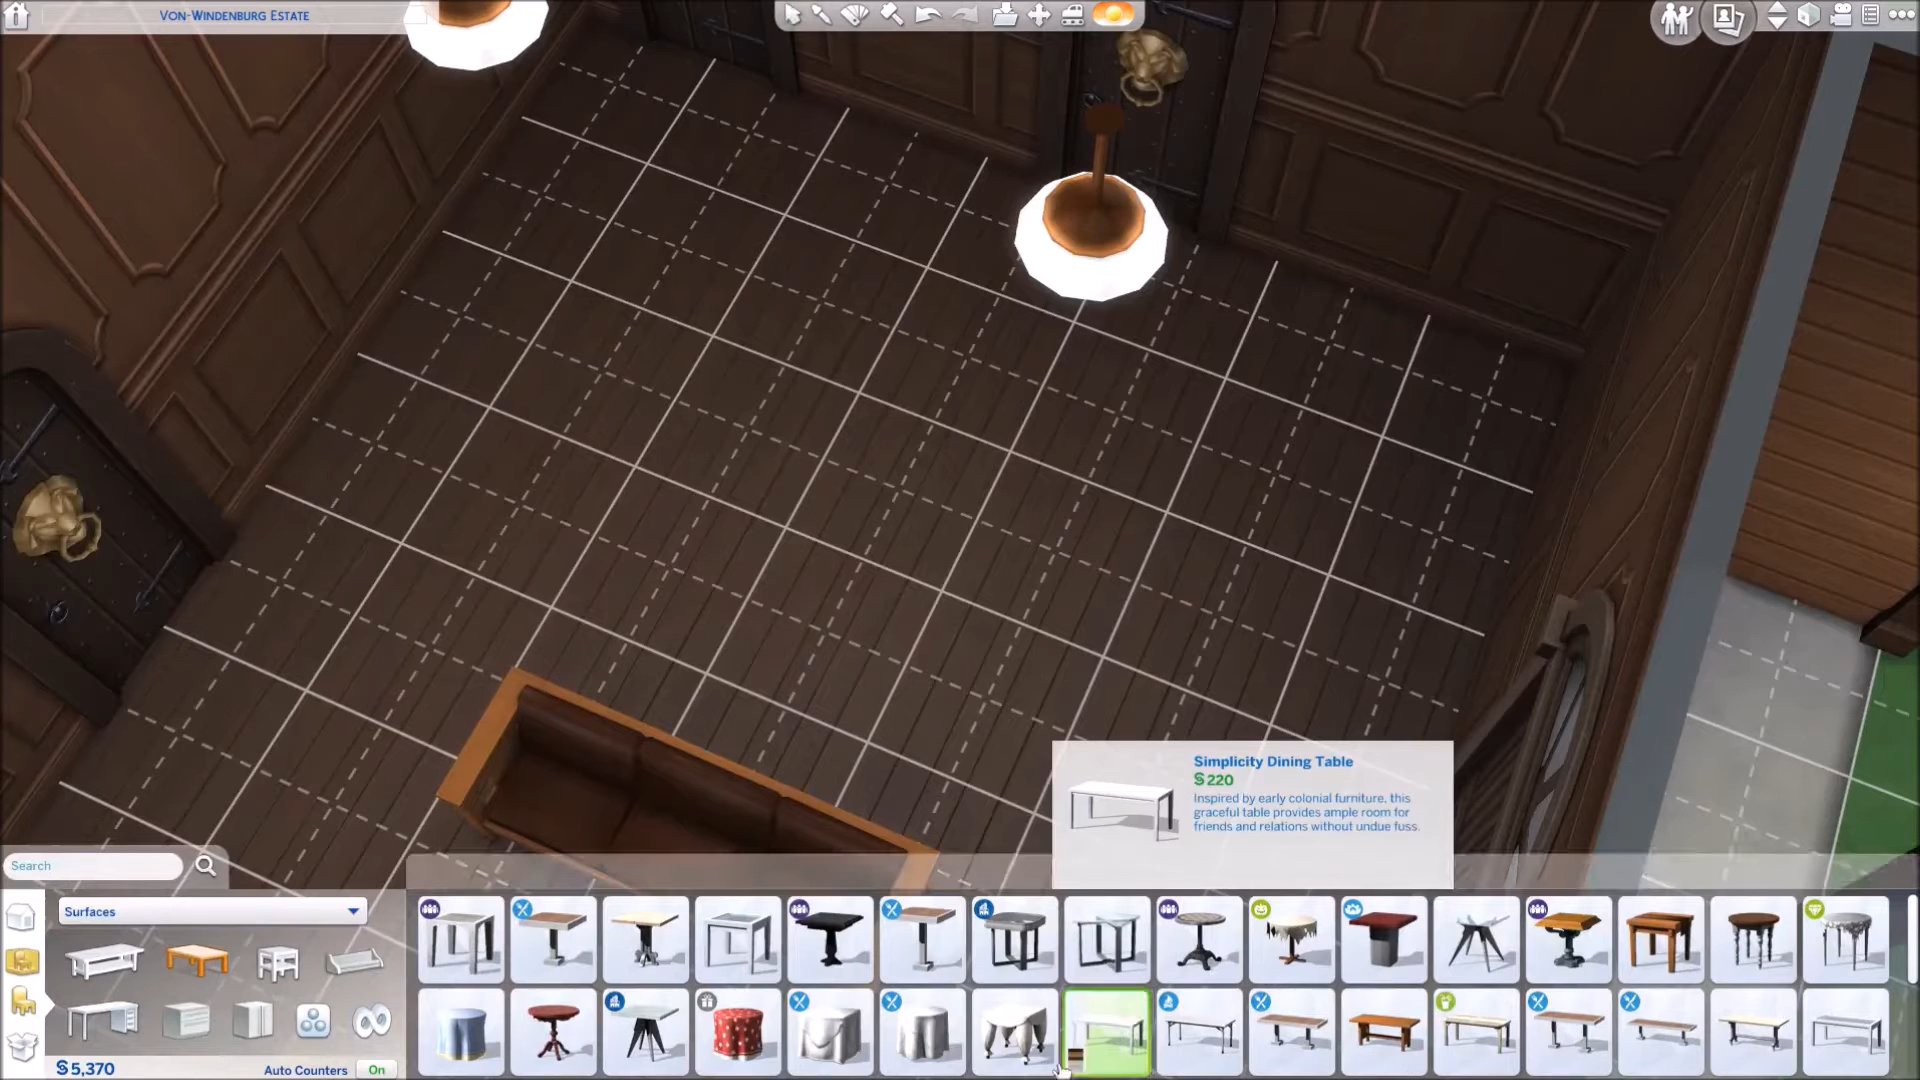 Von-Windenburg Estate
Simplicity Dining Table
§220
Inspired by early colonial furniture, this
graceful table provides ample room for
friends and relations without undue fuss.
Search
Surfaces
§5,370
Auto Counters
On